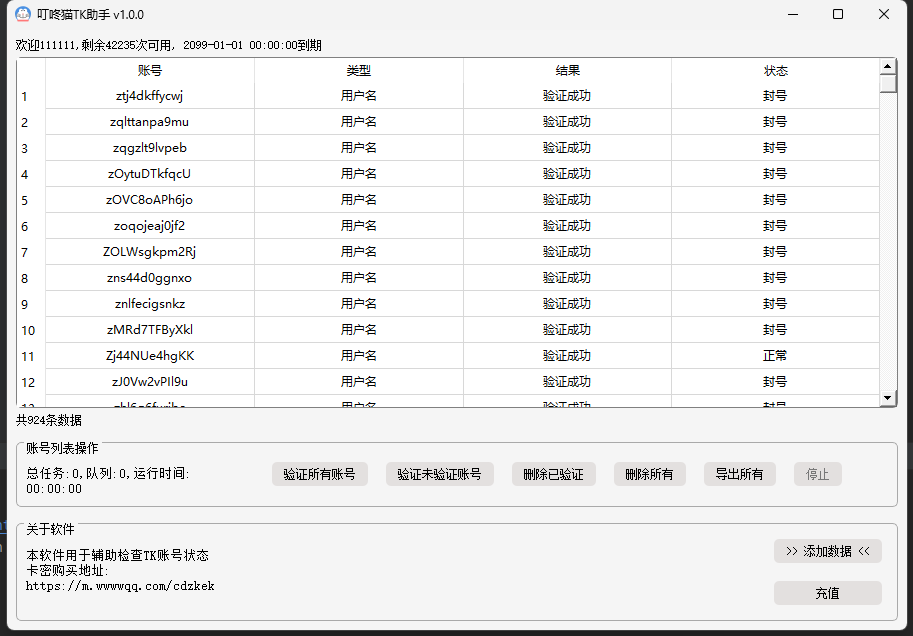 叮咚猫TK助手 v1.0.0
欢迎111111,剩余42235次可用, 2099-01-01 00:00:00到期
账号 类型 结果 状态
1 ztj4dkffycwj 用户名 验证成功 封号
2 zqlttanpa9mu 用户名 验证成功 封号
3 zqgzlt9lvpeb 用户名 验证成功 封号
4 zOytuDTkfqcU 用户名 验证成功 封号
5 zOVC8oAPh6jo 用户名 验证成功 封号
6 zoqojeaj0jf2 用户名 验证成功 封号
7 ZOLWsgkpm2Rj 用户名 验证成功 封号
8 zns44d0ggnxo 用户名 验证成功 封号
9 znlfecigsnkz 用户名 验证成功 封号
10 zMRd7TFByXkl 用户名 验证成功 封号
11 Zj44NUe4hgKK 用户名 验证成功 正常
12 zJ0Vw2vPIl9u 用户名 验证成功 封号
共924条数据
账号列表操作
总任务:0,队列:0,运行时间:
00:00:00
验证所有账号 验证未验证账号 删除已验证 删除所有 导出所有 停止
关于软件
本软件用于辅助检查TK账号状态
卡密购买地址:
https://m.wwwwqq.com/cdzkek
>> 添加数据 <<
充值